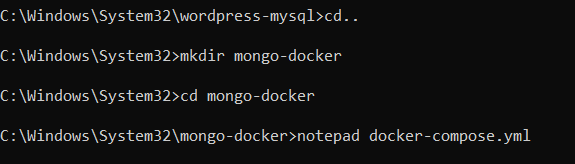 C:\Windows\System32\wordpress-mysql>cd..
C:\Windows\System32>mkdir mongo-docker
C:\Windows\System32>cd mongo-docker
C:\Windows\System32\mongo-docker>notepad docker-compose.yml